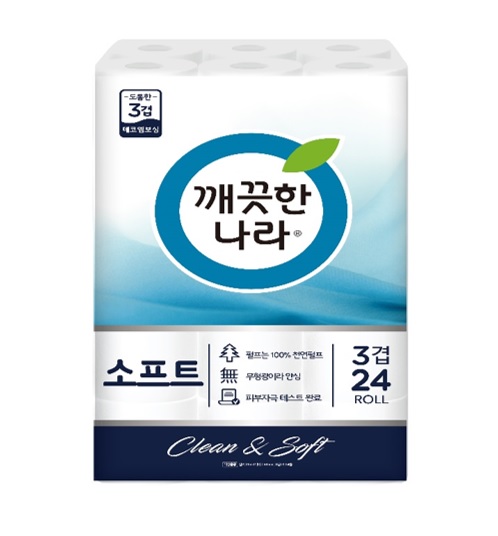 도톰한
3겹
데코엠보싱
깨끗한
나라®
소프트
펄프는 100% 천연펄프
無 무형광이라 안심
피부자극 테스트 완료
3겹
24
ROLL
Clean & Soft